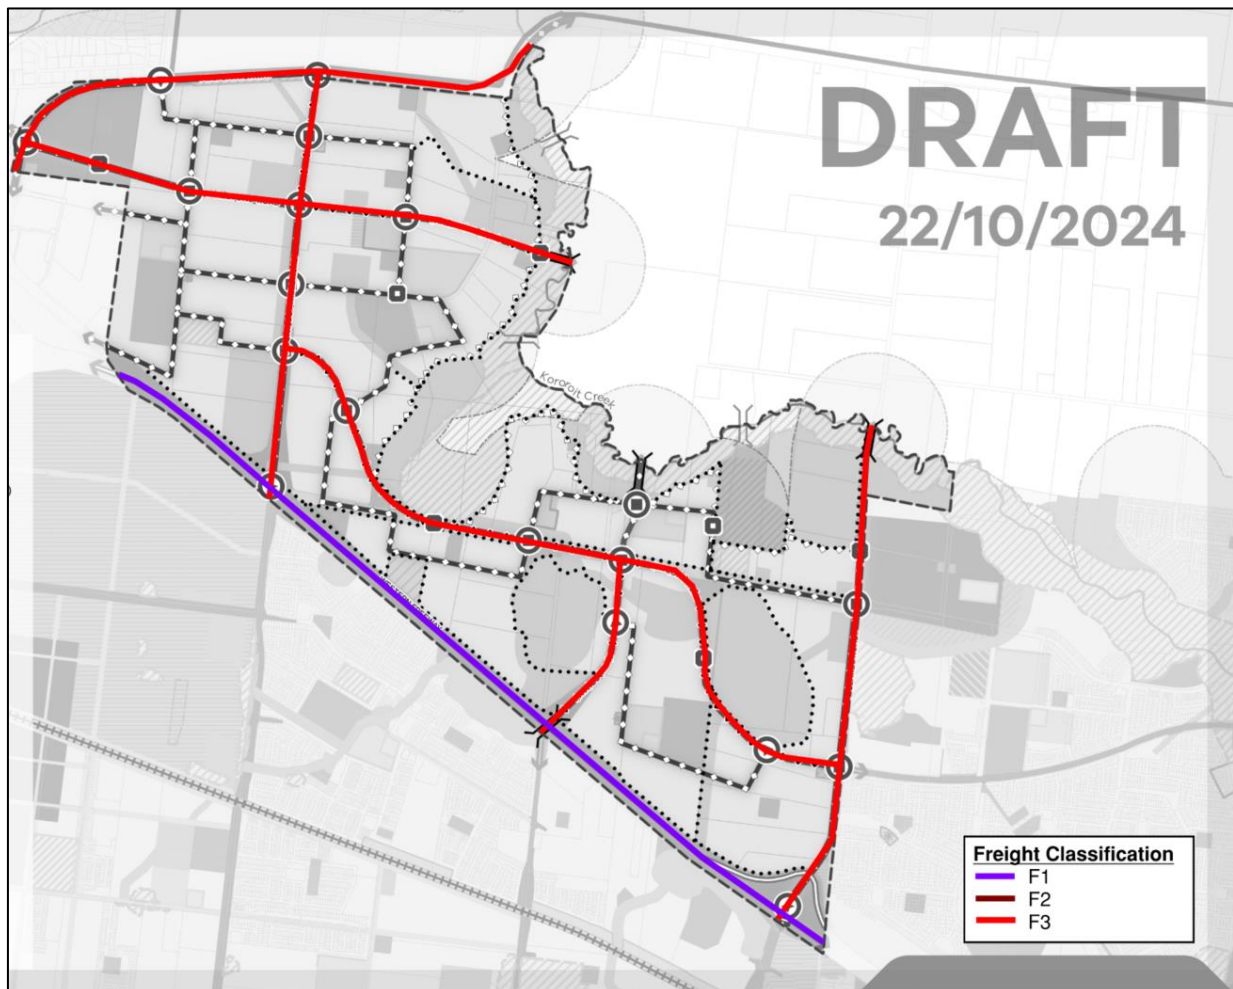 DRAFT
22/10/2024
Kororoit Creek
Freight Classification
F1
F2
F3